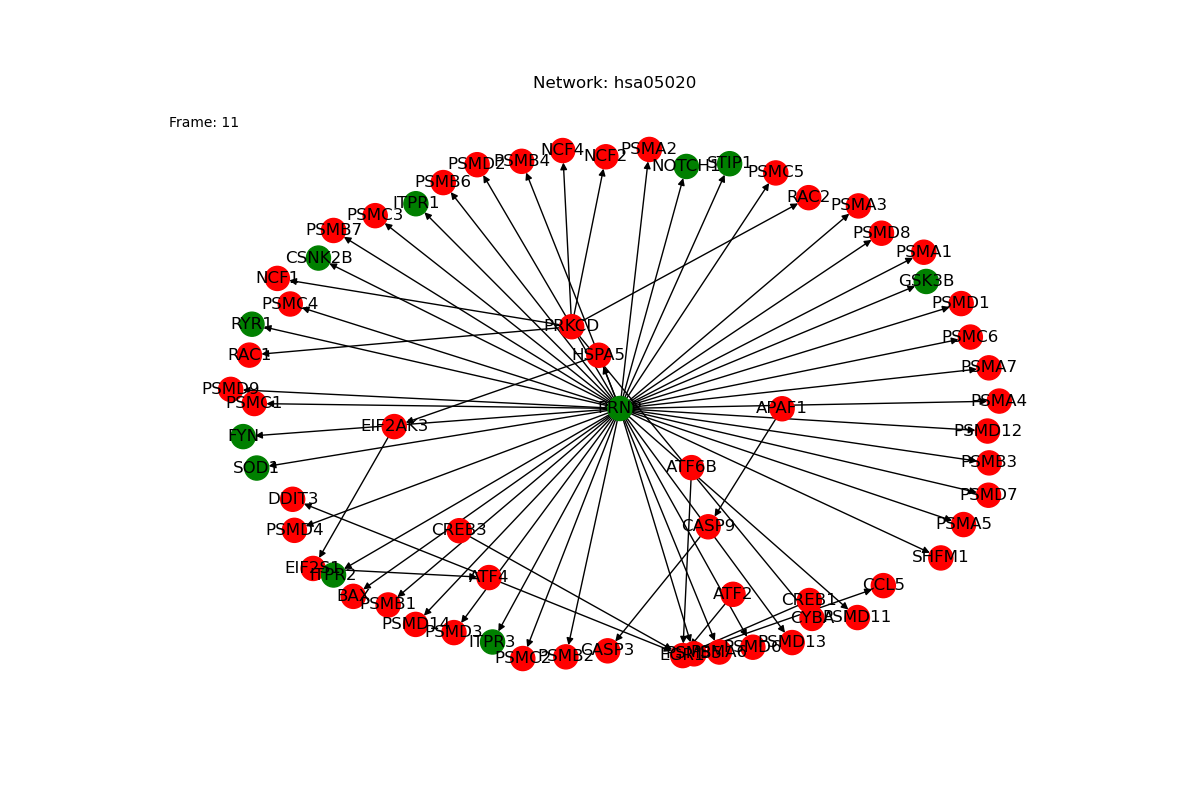 Network: hsa05020
Frame: 11
PSMA2
NCF4
NCF2
PSMB4
PSMD2
NOTCH1
STIP1
PSMC5
PSMB6
RAC2
ITPR1
PSMA3
PSMC3
PSMB7
PSMD8
PSMA1
CSNK2B
NCF1
GSK3B
PSMC4
PSMD1
RYR1
PRKCD
PSMC6
RAC1
HSPA5
PSMA7
PSMD9
PSMC1
PRNP
APAF1
PSMA4
EIF2AK3
PSMD12
FYN
SOD1
ATF6B
PSMB3
DDIT3
PSMD7
PSMD4
CREB3
CASP9
PSMA5
SHFM1
EIF2S1
ITPR2
ATF4
CCL5
BAX
PSMB1
ATF2
CREB1
PSMD14
CYBA
PSMD11
PSMD3
ITPR3
PSMD13
PSMD6
CASP3
PSMC2
PSMB2
EGR1
PSMB5
PSMA6